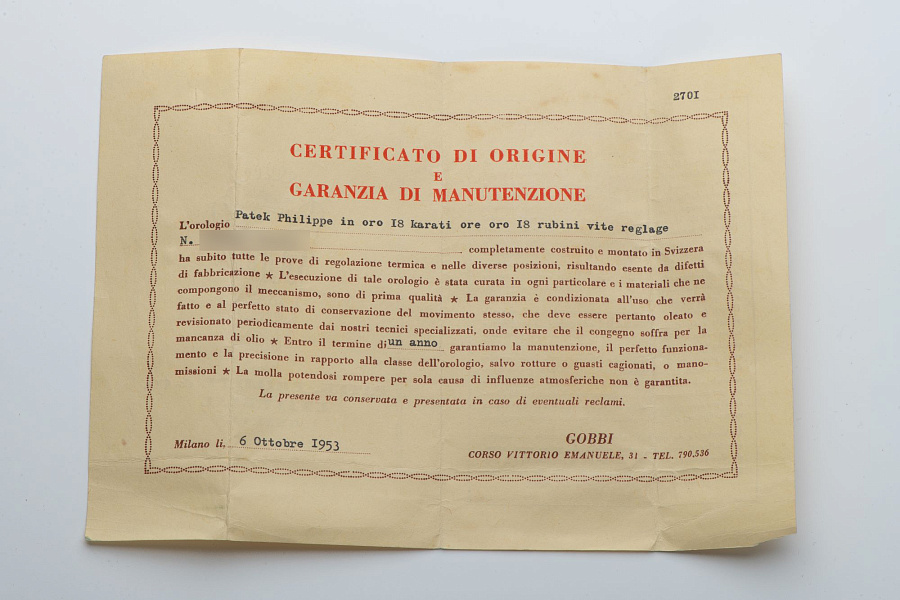 270I
CERTIFICATO DI ORIGINE
E
GARANZIA DI MANUTENZIONE
L'orologio Patek Philippe in oro I8 karati ore oro I8 rubini vite reglage
N. completamente costruito e montato in Svizzera
ha subito tutte le prove di regolazione termica e nelle diverse posizioni, risultando esente da difetti
di fabbricazione ★ L'esecuzione di tale orologio è stata curata in ogni particolare e i materiali che ne
compongono il meccanismo, sono di prima qualità ★ La garanzia è condizionata all'uso che verrà
fatto e al perfetto stato di conservazione del movimento stesso, che deve essere pertanto oleato e
revisionato periodicamente dai nostri tecnici specializzati, onde evitare che il congegno soffra per la
mancanza di olio ★ Entro il termine di un anno garantiamo la manutenzione, il perfetto funziona-
mento e la precisione in rapporto alla classe dell'orologio, salvo rotture o guasti cagionati, o mano-
missioni ★ La molla potendosi rompere per sola causa di influenze atmosferiche non è garantita.
La presente va conservata e presentata in caso di eventuali reclami.
Milano li, 6 Ottobre I953
GOBBI
CORSO VITTORIO EMANUELE, 31 - TEL. 790,536